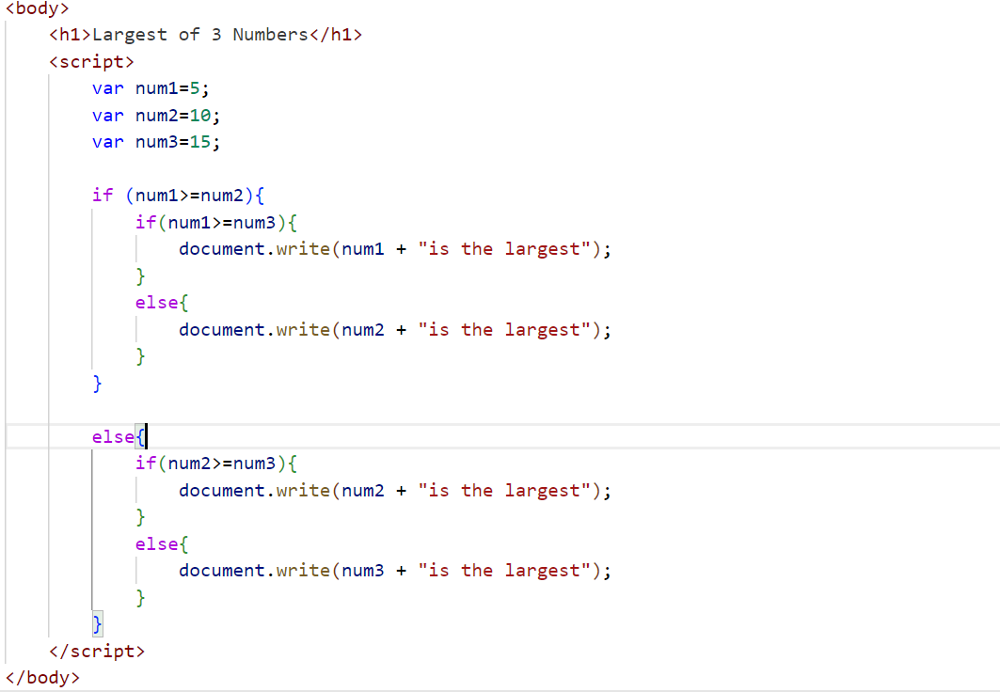 <body>
    <h1>Largest of 3 Numbers</h1>
    <script>
        var num1=5;
        var num2=10;
        var num3=15;

        if (num1>=num2){
            if(num1>=num3){
                document.write(num1 + "is the largest");
            }
            else{
                document.write(num2 + "is the largest");
            }
        }

        else{
            if(num2>=num3){
                document.write(num2 + "is the largest");
            }
            else{
                document.write(num3 + "is the largest");
            }
        }
    </script>
</body>